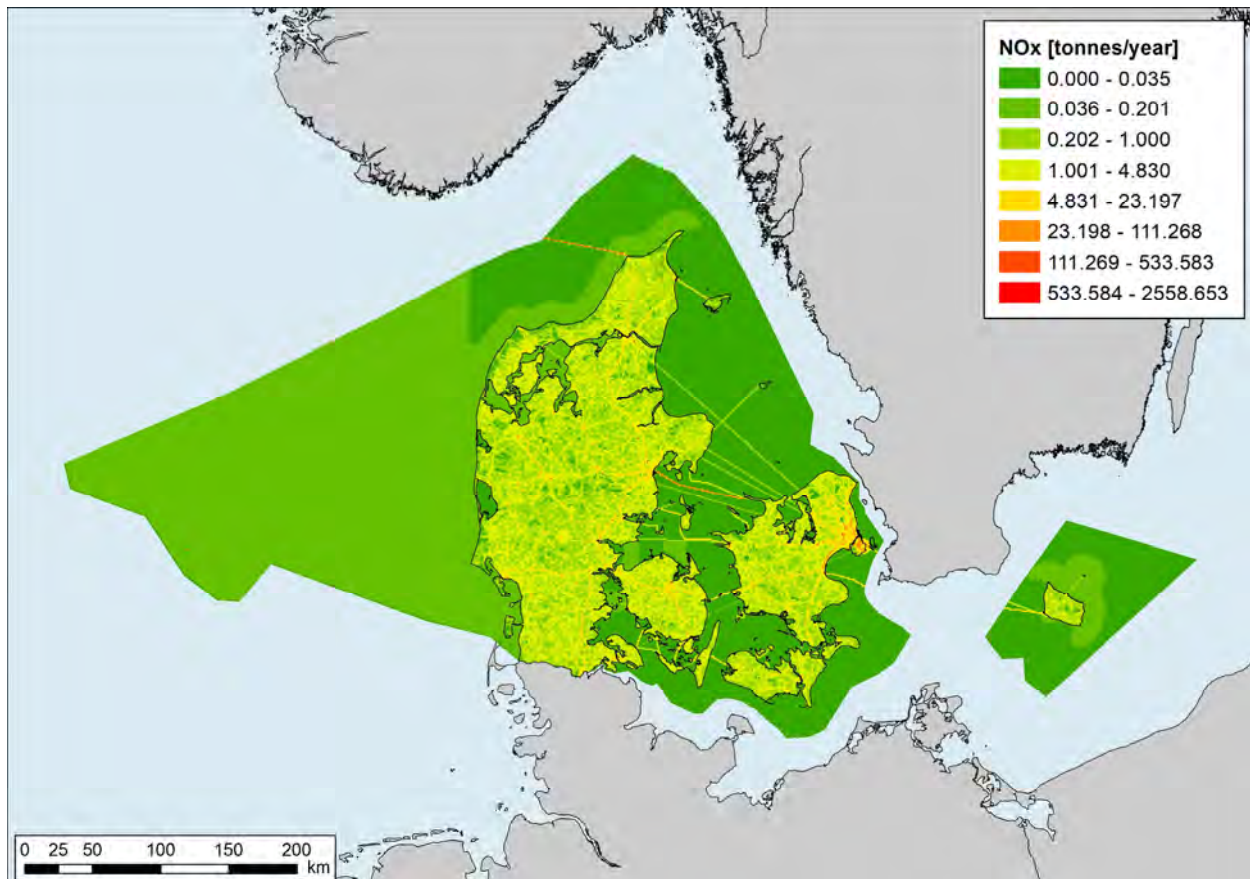 NOx [tonnes/year]
0.000 - 0.035
0.036 - 0.201
0.202 - 1.000
1.001 - 4.830
4.831 - 23.197
23.198 - 111.268
111.269 - 533.583
533.584 - 2558.653
0 25 50 100 150 200
km